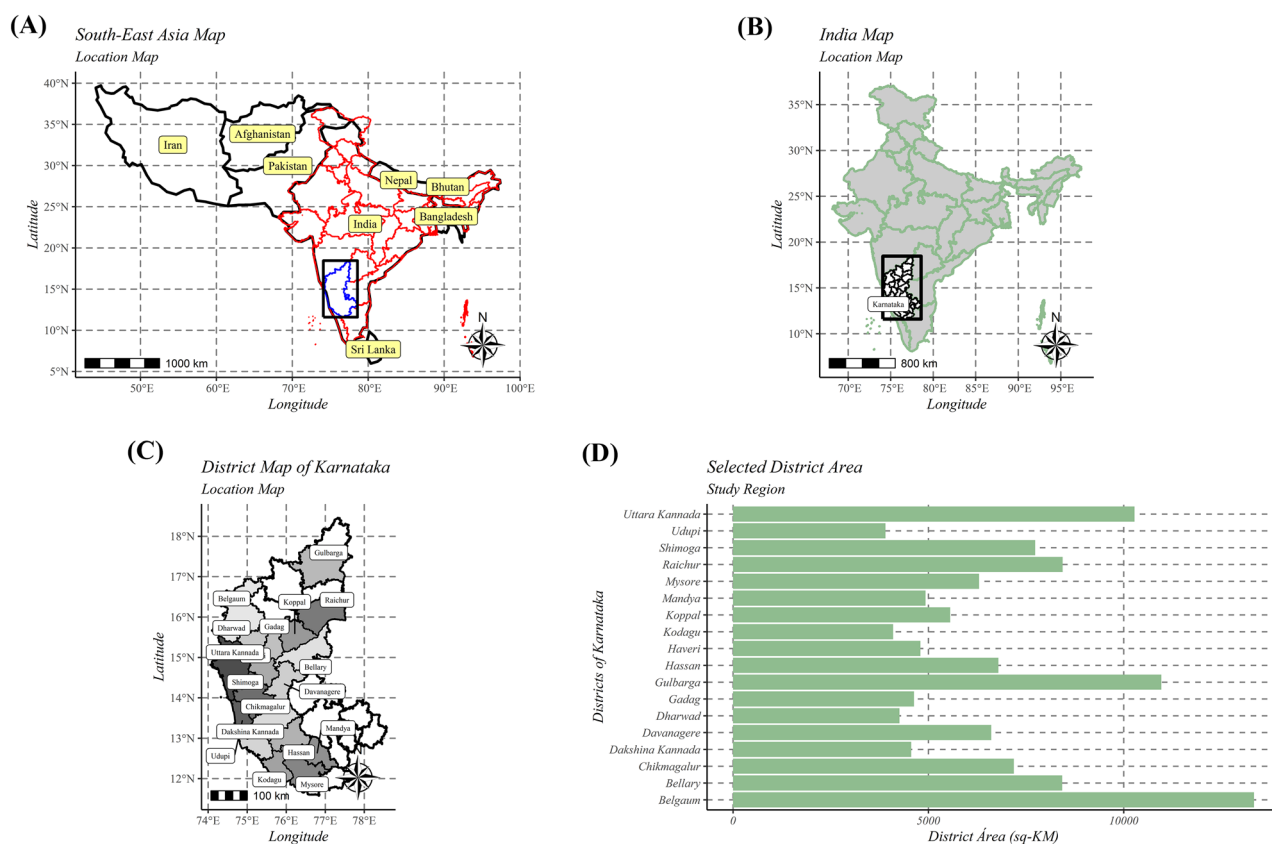 (A)
South-East Asia Map
Location Map
Latitude
40°N
35°N
30°N
25°N
20°N
15°N
10°N
5°N
Iran
Afghanistan
Pakistan
Nepal
Bhutan
India
Bangladesh
Sri Lanka
N
1000 km
50°E 60°E 70°E 80°E 90°E 100°E
Longitude
(B)
India Map
Location Map
Latitude
35°N
30°N
25°N
20°N
15°N
10°N
Karnataka
N
800 km
70°E 75°E 80°E 85°E 90°E 95°E
Longitude
(C)
District Map of Karnataka
Location Map
Latitude
18°N
17°N
16°N
15°N
14°N
13°N
12°N
Gulbarga
Belgaum
Koppal
Raichur
Dharwad
Gadag
Uttara Kannada
Bellary
Shimoga
Davanagere
Chikmagalur
Dakshina Kannada
Mandya
Udupi
Hassan
Kodagu
Mysore
N
100 km
74°E 75°E 76°E 77°E 78°E
Longitude
(D)
Selected District Area
Study Region
Districts of Karnataka
Uttara Kannada
Udupi
Shimoga
Raichur
Mysore
Mandya
Koppal
Kodagu
Haveri
Hassan
Gulbarga
Gadag
Dharwad
Davanagere
Dakshina Kannada
Chikmagalur
Bellary
Belgaum
0 5000 10000
District Área (sq-KM)